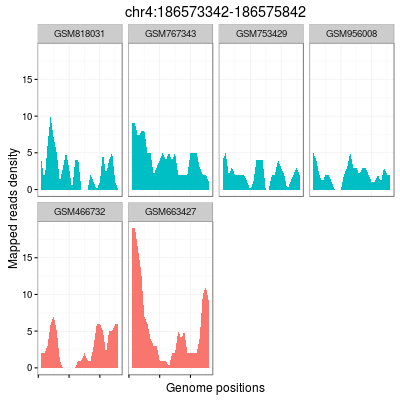 chr4:186573342-186575842
GSM818031 GSM767343 GSM753429 GSM956008
15
10
5
0
GSM466732 GSM663427
15
10
5
0
Mapped reads density
Genome positions